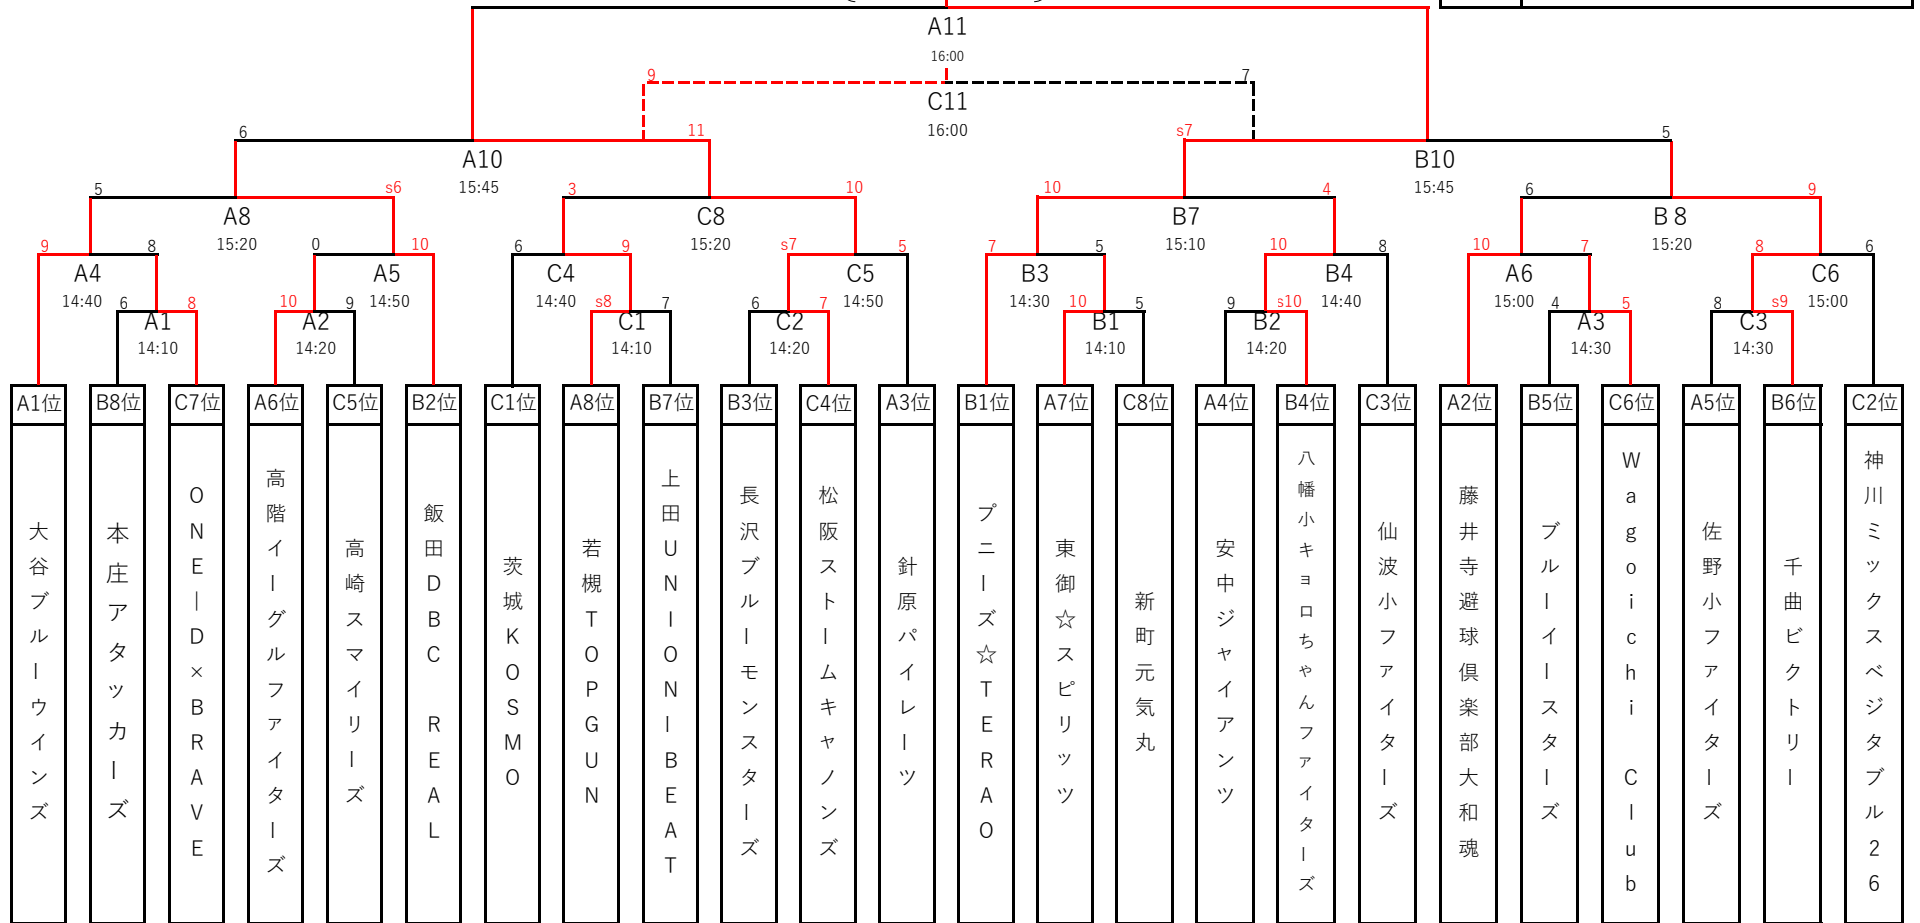 A11
16:00
9 7
C11
16:00
6 11 s7 5
A10 B10
15:45 15:45
5 s6 3 10 10 4 6 9
A8 C8 B7 B8
15:20 15:20 15:10 15:20
9 8 0 10 6 9 s7 5 7 5 10 8 10 7 8 6
A4 A5 C4 C5 B3 B4 A6 C6
14:40 14:50 14:40 14:50 14:30 14:40 15:00 15:00
6 8 10 9 s8 7 6 7 10 5 9 s10 4 5 8 s9
A1 A2 C1 C2 B1 B2 A3 C3
14:10 14:20 14:10 14:20 14:10 14:20 14:30 14:30
A1位 B8位 C7位 A6位 C5位 B2位 C1位 A8位 B7位 B3位 C4位 A3位 B1位 A7位 C8位 A4位 B4位 C3位 A2位 B5位 C6位 A5位 B6位 C2位
大谷ブルーウインズ
本庄アタッカーズ
ONE|D×BRAVE
高階イーグルファイターズ
高崎スマイリーズ
飯田DBC REAL
茨城KOSMO
若槻TOPGUN
上田UNIONIBEAT
長沢ブルーモンスターズ
松阪ストームキャノンズ
針原パイレーツ
プニーズ☆TERAO
東御☆スピリッツ
新町元気丸
安中ジャイアンツ
八幡小キョロちゃんファイターズ
仙波小ファイターズ
藤井寺避球倶楽部大和魂
ブルーイースターズ
Wagoichi Club
佐野小ファイターズ
千曲ビクトリー
神川ミックスベジタブル26